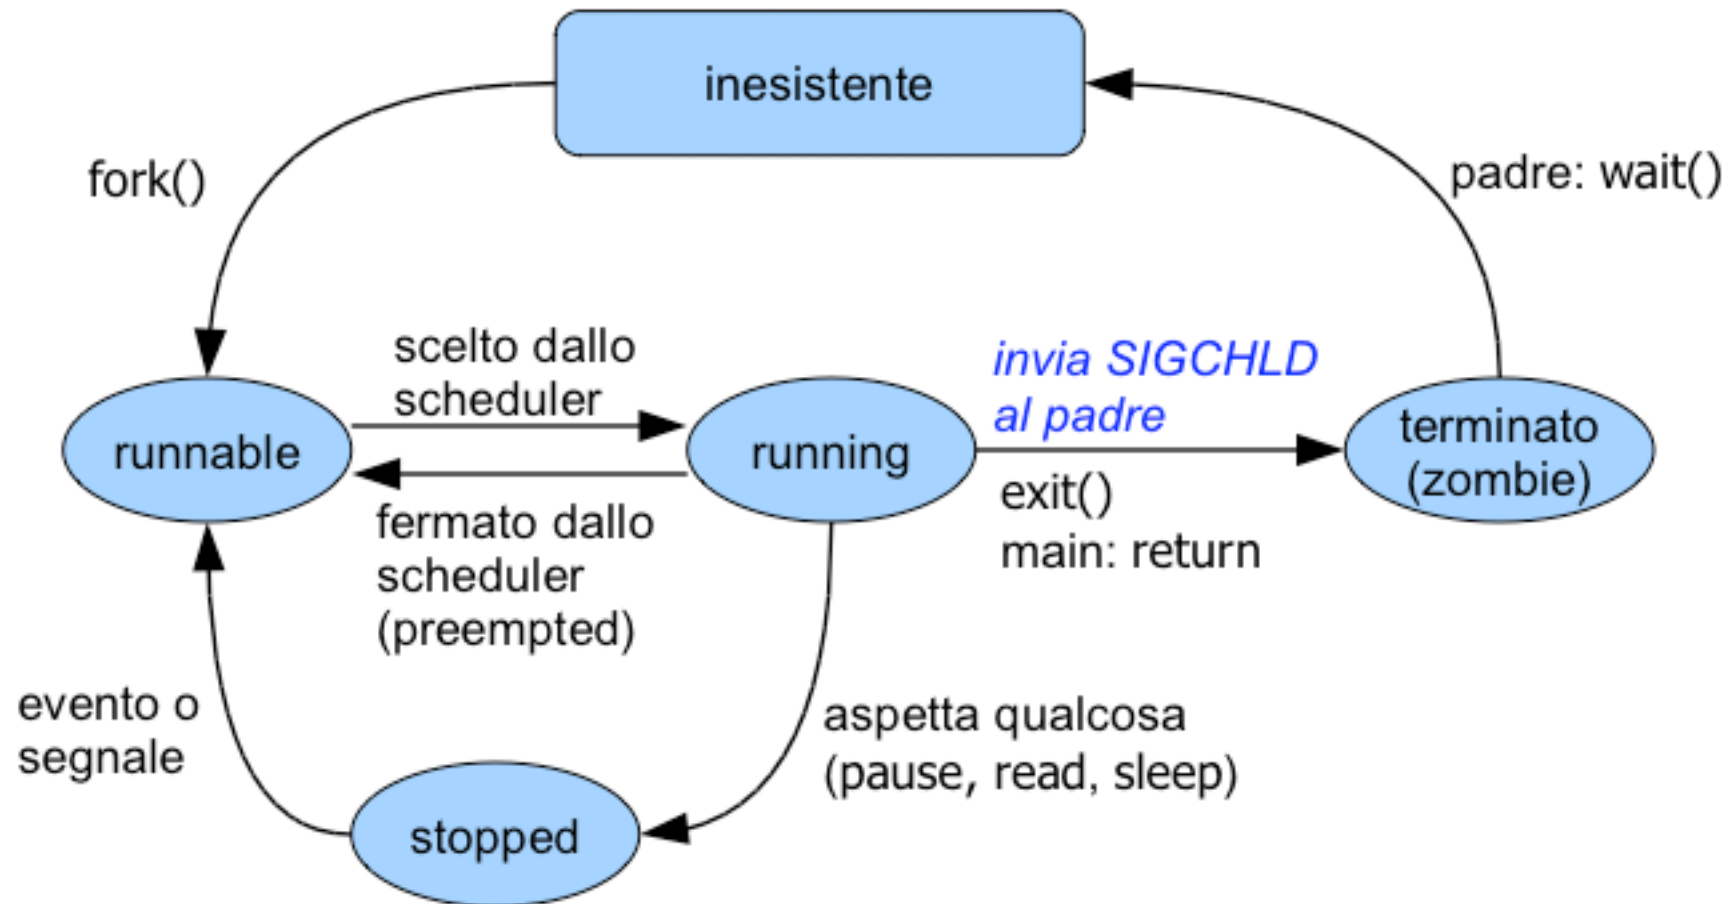 inesistente
fork()
padre: wait()
scelto dallo
scheduler
invia SIGCHLD
al padre
runnable
running
terminato
(zombie)
fermato dallo
scheduler
(preempted)
exit()
main: return
evento o
segnale
aspetta qualcosa
(pause, read, sleep)
stopped